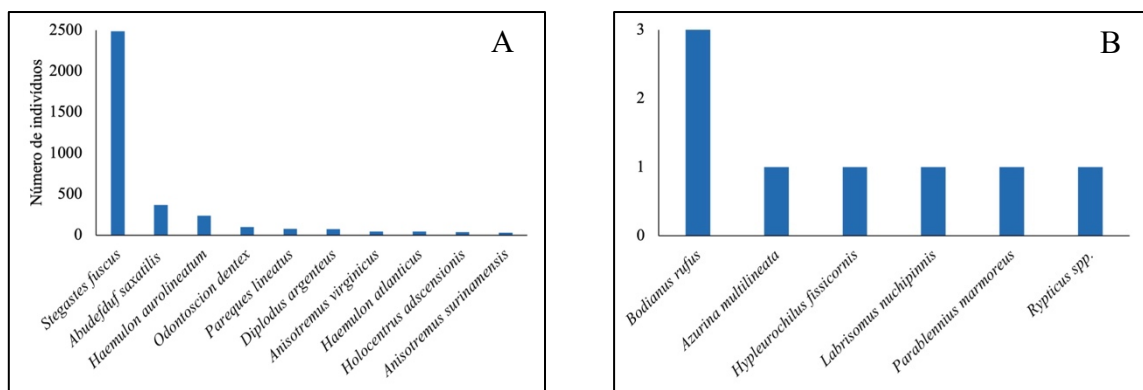 A
Número de indivíduos
2500
2000
1500
1000
500
0
Stegastes fuscus
Abudefduf saxatilis
Haemulon aurolineatum
Odontoscion dentex
Pareques lineatus
Diplodus argenteus
Anisotremus virginicus
Haemulon atlanticus
Holocentrus adscensionis
Anisotremus surinamensis
B
3
2
1
0
Bodianus rufus
Azurina multilineata
Hypleurochilus fissicornis
Labrisomus nuchipinnis
Parablennius marmoreus
Rypticus spp.